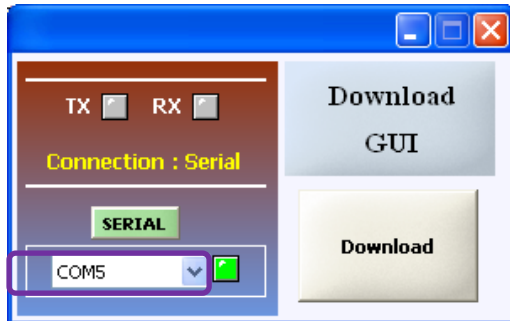 TX RX
Connection : Serial
SERIAL
COM5
Download
GUI
Download